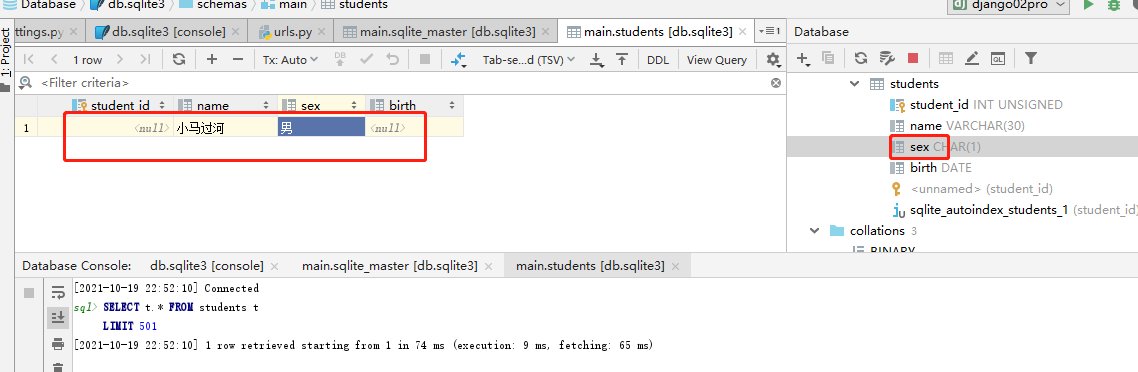 Database db.sqlite3 schemas main students django02pro
ttings.py db.sqlite3 [console] urls.py main.sqlite_master [db.sqlite3] main.students [db.sqlite3] 1 Database
1: Project
1 row Tx: Auto DB Tab-se...d (TSV) DDL View Query
<Filter criteria>
student_id name sex birth
1 <null> 小马过河 男 <null>
students
student_id INT UNSIGNED
name VARCHAR(30)
sex CHAR(1)
birth DATE
<unnamed> (student_id)
sqlite_autoindex_students_1 (student_id)
collations 3
BINARY
Database Console: db.sqlite3 [console] main.sqlite_master [db.sqlite3] main.students [db.sqlite3]
[2021-10-19 22:52:10] Connected
sql> SELECT t.* FROM students t
LIMIT 501
[2021-10-19 22:52:10] 1 row retrieved starting from 1 in 74 ms (execution: 9 ms, fetching: 65 ms)